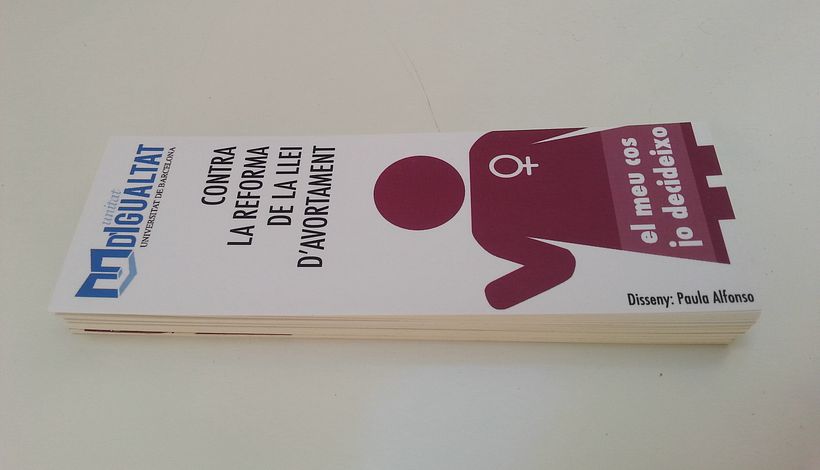 unitat
D'IGUALTAT
UNIVERSITAT DE BARCELONA
CONTRA
LA REFORMA
DE LA LLEI
D'AVORTAMENT
el meu cos
jo decideixo
Disseny: Paula Alfonso